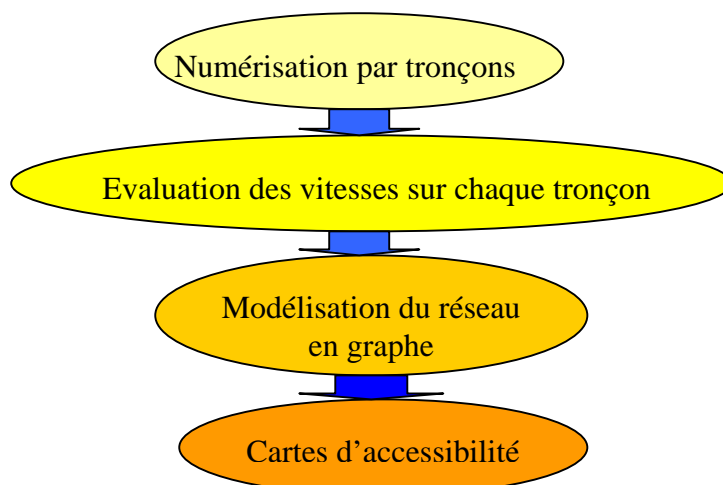 Numérisation par tronçons
Evaluation des vitesses sur chaque tronçon
Modélisation du réseau
en graphe
Cartes d’accessibilité